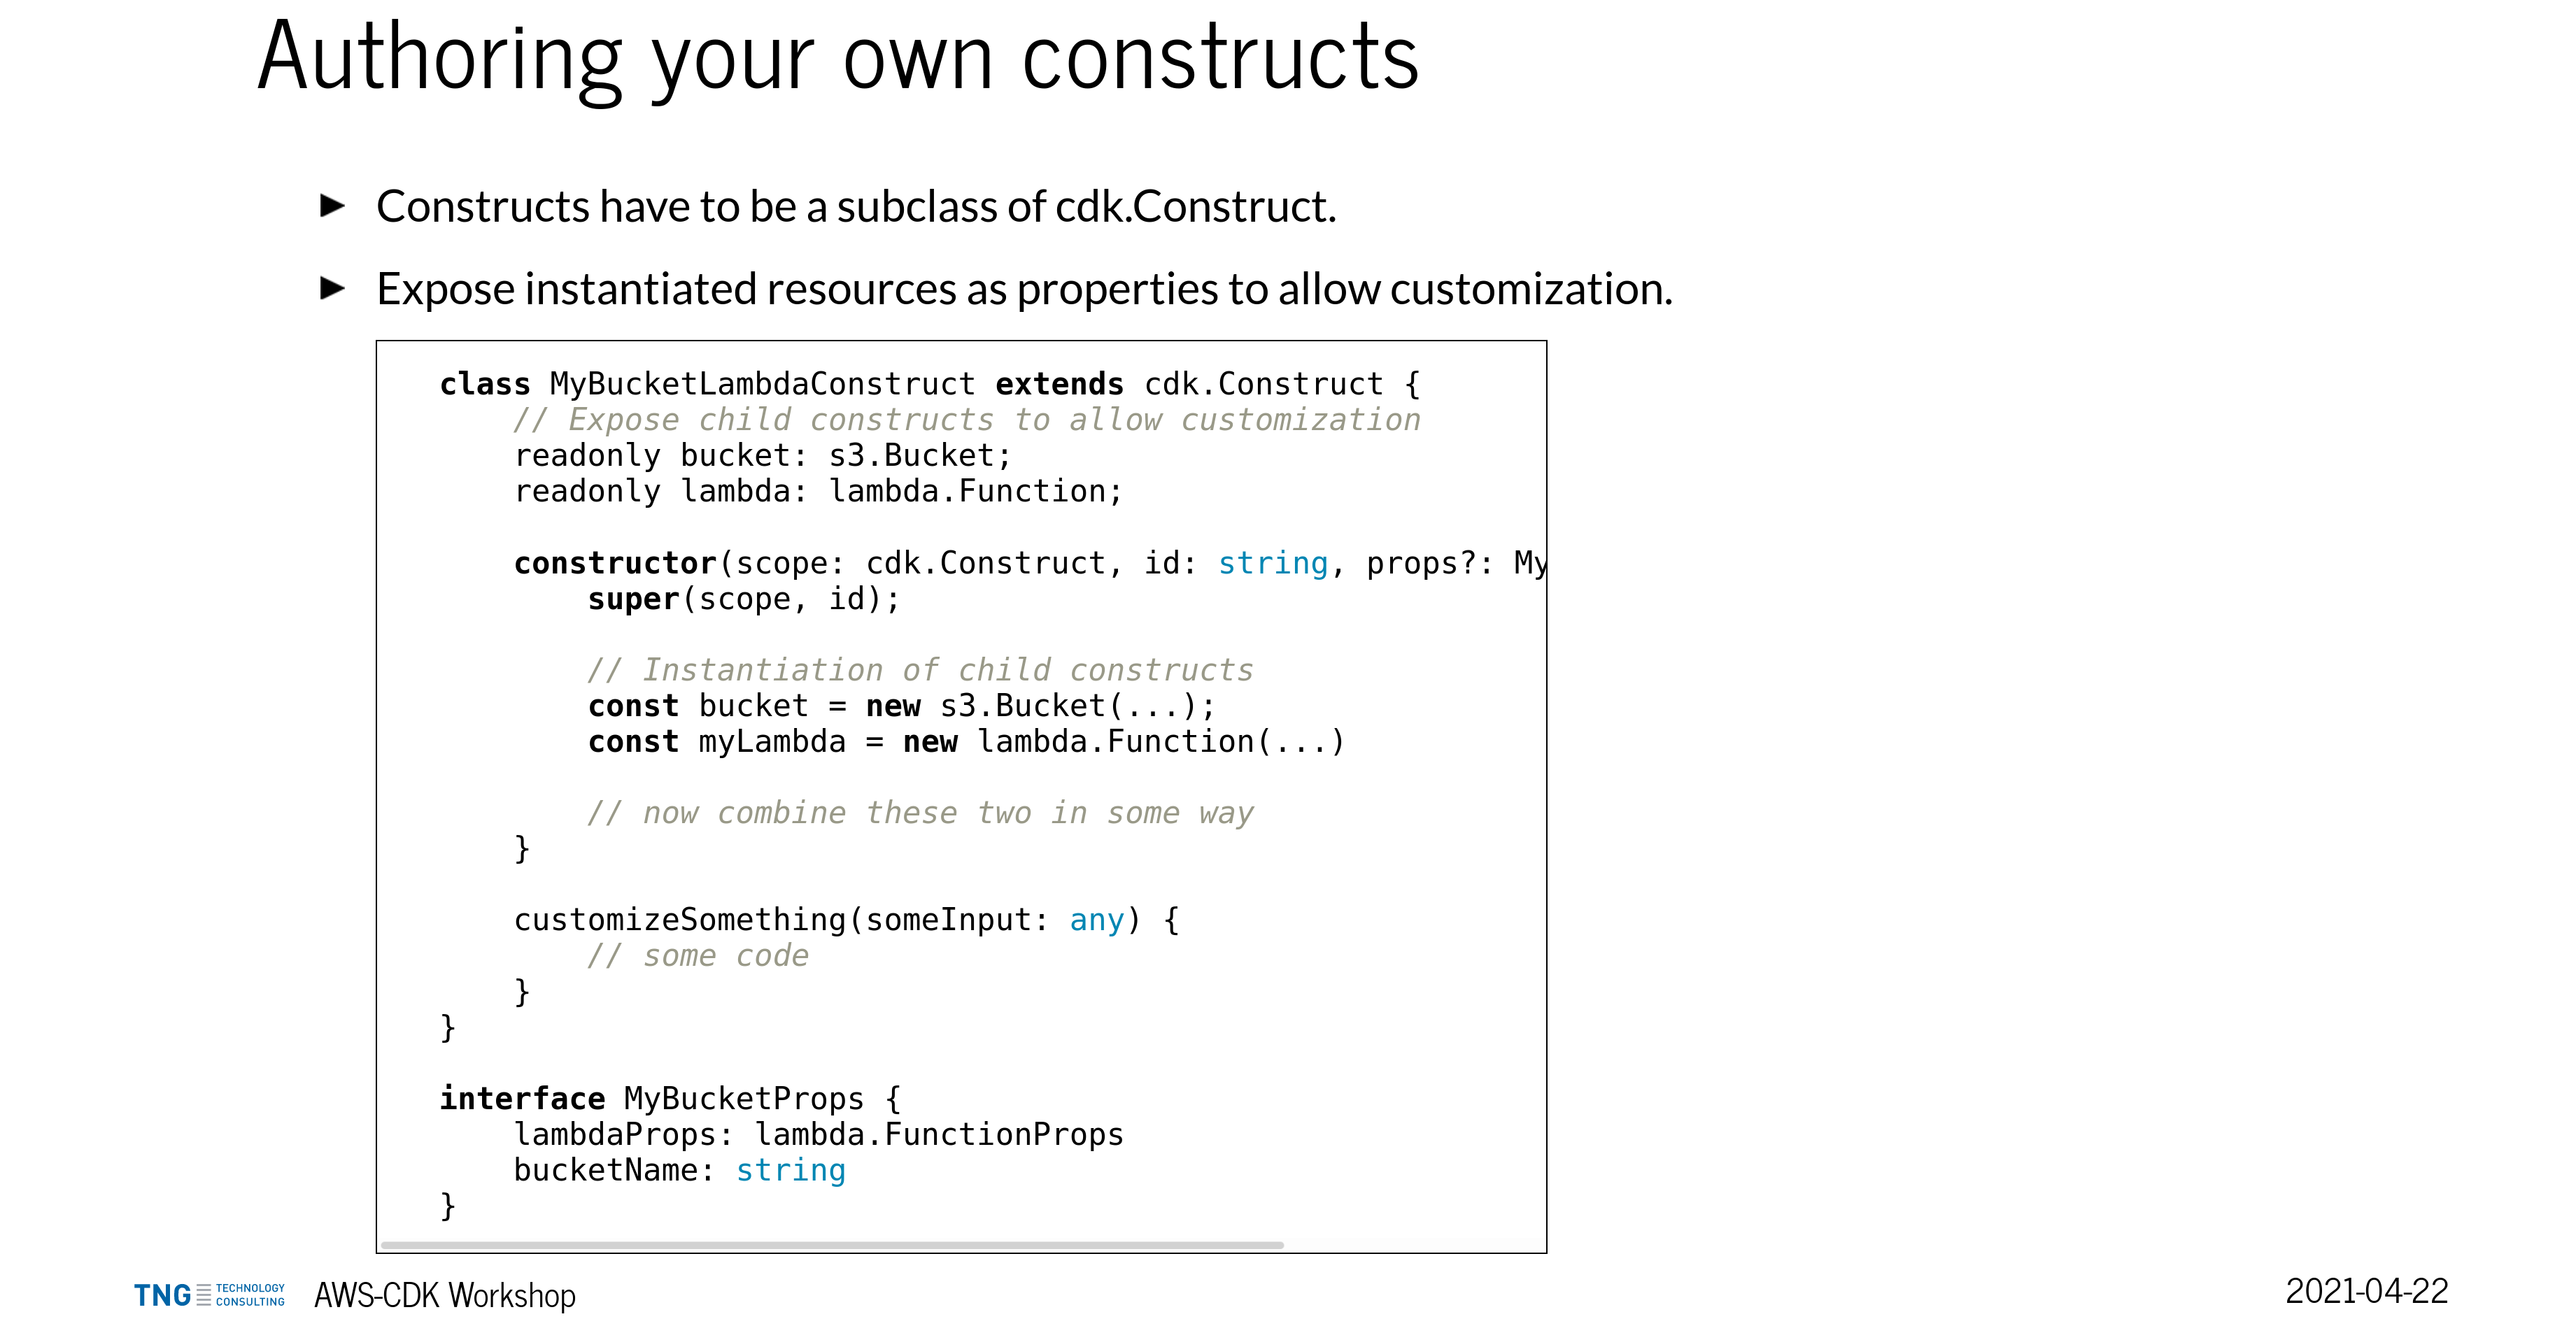 Authoring your own constructs
Constructs have to be a subclass of cdk.Construct.
Expose instantiated resources as properties to allow customization.
class MyBucketLambdaConstruct extends cdk.Construct {
    // Expose child constructs to allow customization
    readonly bucket: s3.Bucket;
    readonly lambda: lambda.Function;
    constructor(scope: cdk.Construct, id: string, props?: My
        super(scope, id);
        // Instantiation of child constructs
        const bucket = new s3.Bucket(...);
        const myLambda = new lambda.Function(...)
        // now combine these two in some way
    }
    customizeSomething(someInput: any) {
        // some code
    }
}
interface MyBucketProps {
    lambdaProps: lambda.FunctionProps
    bucketName: string
}
TNG TECHNOLOGY CONSULTING AWS-CDK Workshop 2021-04-22